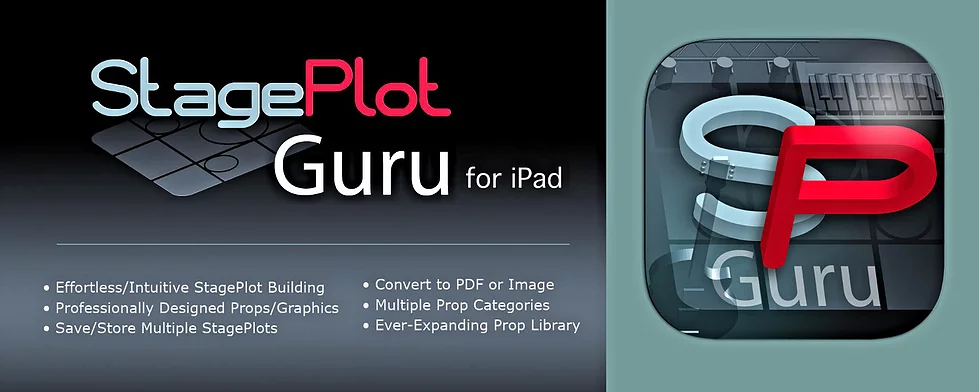 StagePlot
Guru for iPad
• Effortless/Intuitive StagePlot Building
• Professionally Designed Props/Graphics
• Save/Store Multiple StagePlots
• Convert to PDF or Image
• Multiple Prop Categories
• Ever-Expanding Prop Library
SP
Guru